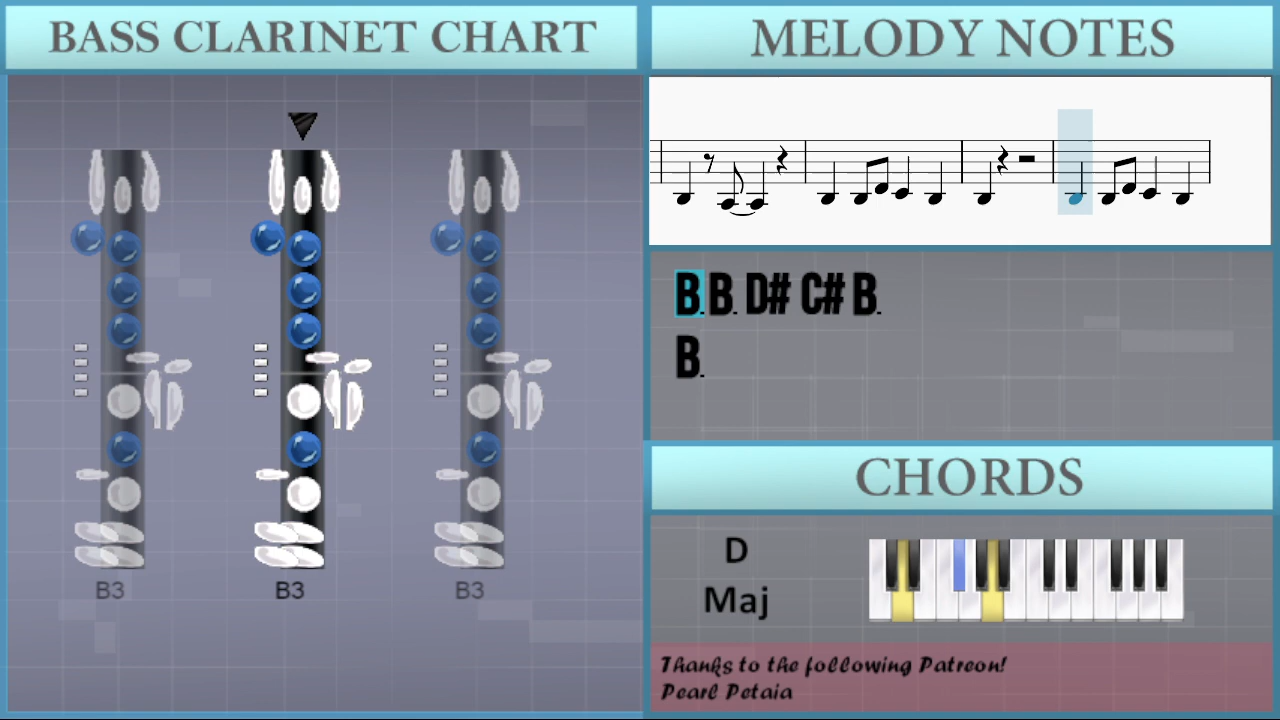 BASS CLARINET CHART
MELODY NOTES
B. B. D# C# B.
B.
B3
B3
B3
CHORDS
D
Maj
Thanks to the following Patreon!
Pearl Petaia